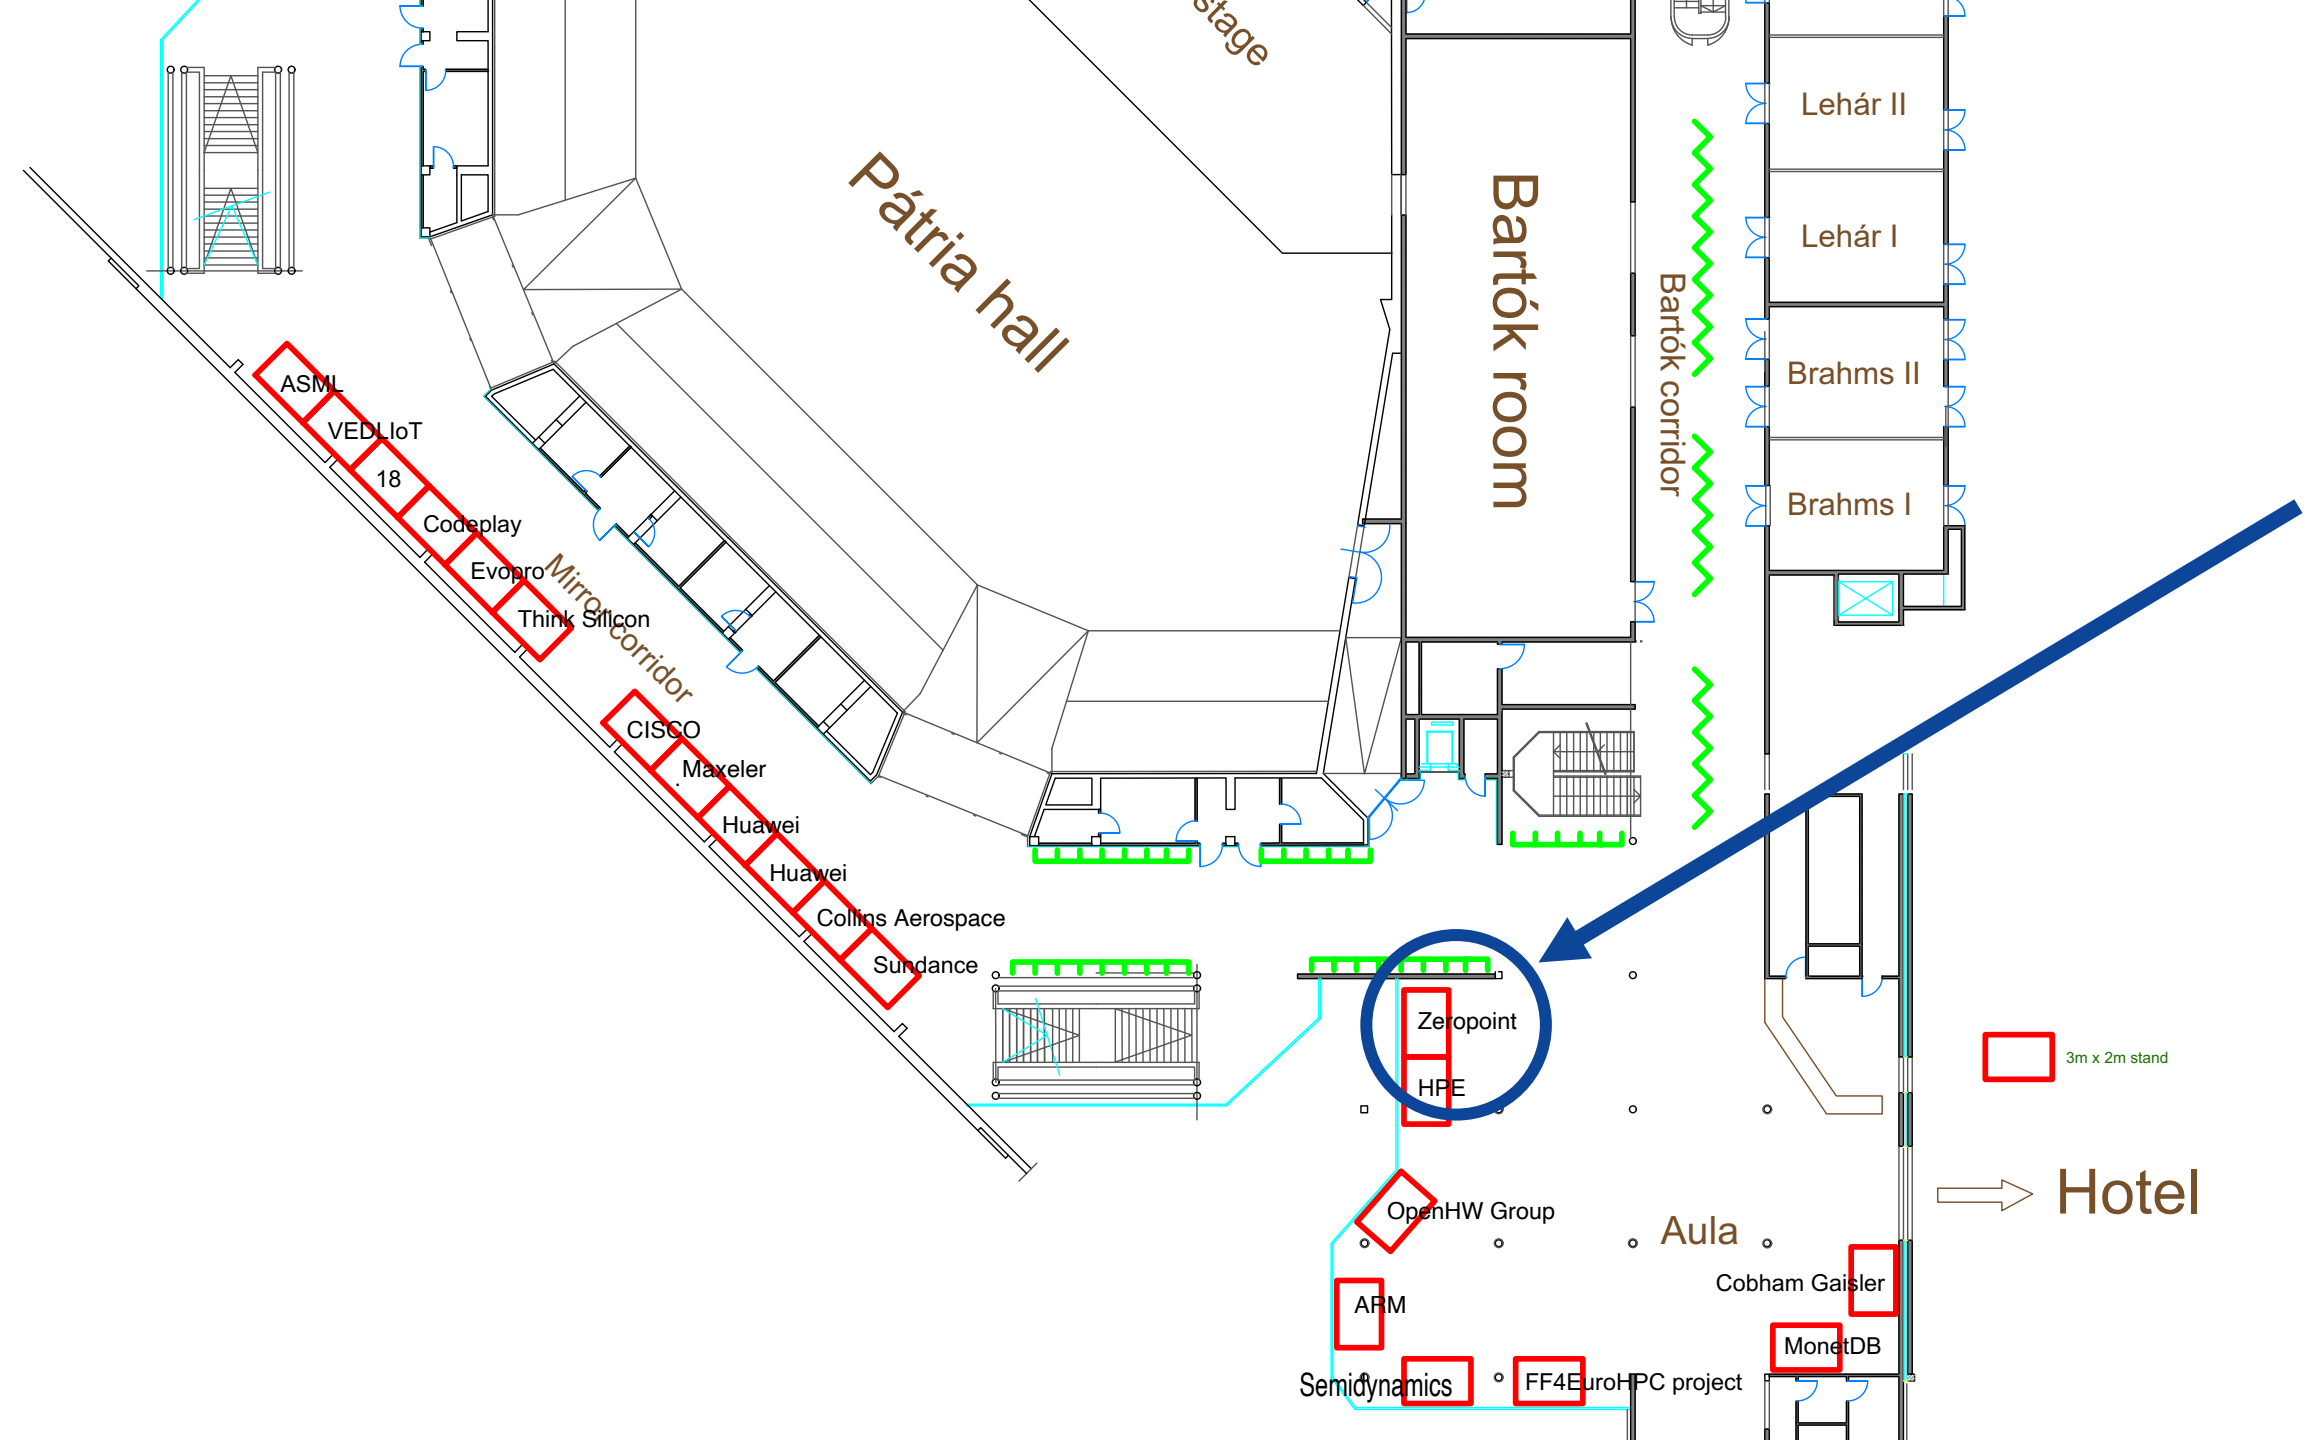 stage
Pátria hall
Bartók room
Bartók corridor
Lehár II
Lehár I
Brahms II
Brahms I
Mirror corridor
ASML
VEDLIoT
18
Codeplay
Evopro
Think Silicon
CISCO
Maxeler
.
Huawei
Huawei
Collins Aerospace
Sundance
Zeropoint
HPE
3m x 2m stand
OpenHW Group
Hotel
Aula
Cobham Gaisler
ARM
MonetDB
Semidynamics
FF4EuroHPC project